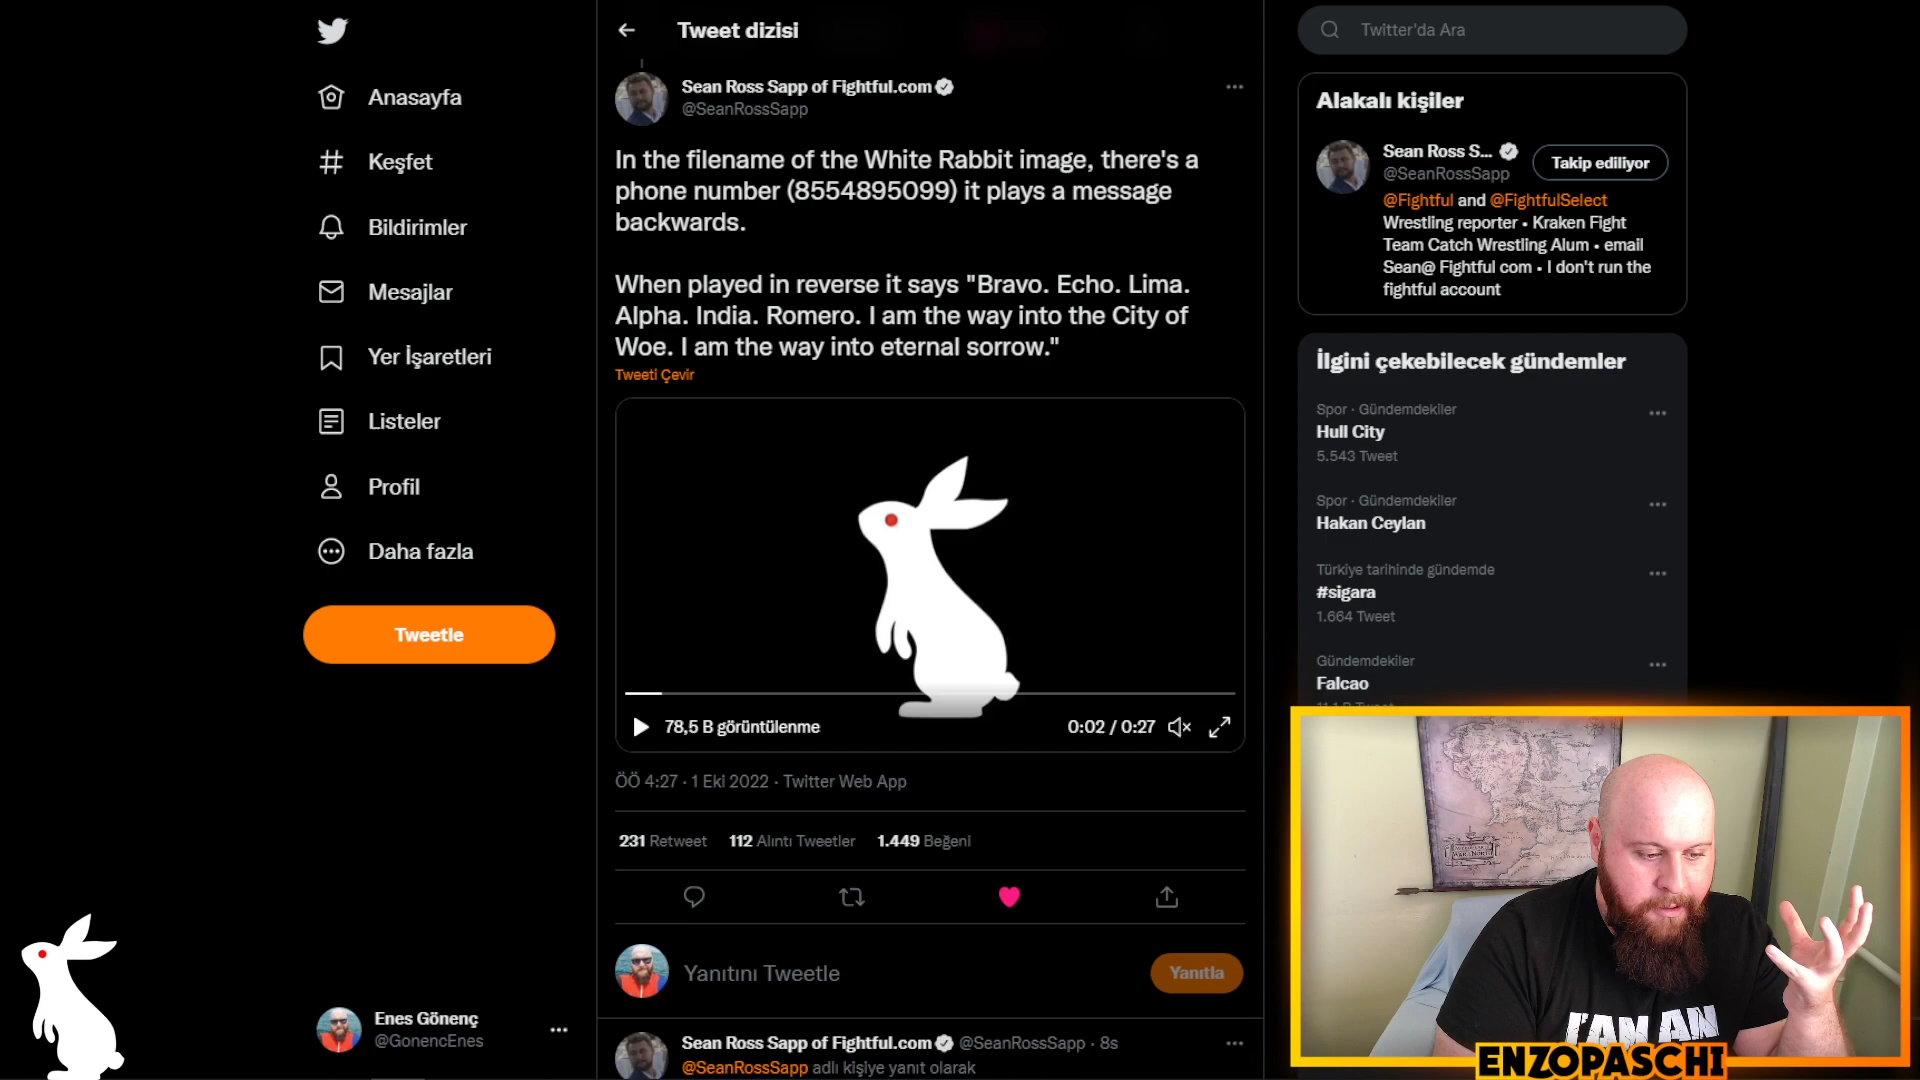 Anasayfa
Keşfet
Bildirimler
Mesajlar
Yer İşaretleri
Listeler
Profil
Daha fazla
Tweetle
Enes Gönenç
@GonencEnes
Tweet dizisi
Sean Ross Sapp of Fightful.com
@SeanRossSapp
In the filename of the White Rabbit image, there's a
phone number (8554895099) it plays a message
backwards.
When played in reverse it says "Bravo. Echo. Lima.
Alpha. India. Romero. I am the way into the City of
Woe. I am the way into eternal sorrow."
Tweeti Çevir
78,5 B görüntülenme
0:02 / 0:27
ÖÖ 4:27 · 1 Eki 2022 · Twitter Web App
231 Retweet 112 Alıntı Tweetler 1.449 Beğeni
Yanıtını Tweetle
Yanıtla
Sean Ross Sapp of Fightful.com @SeanRossSapp · 8s
@SeanRossSapp adlı kişiye yanıt olarak
Twitter'da Ara
Alakalı kişiler
Sean Ross S...
@SeanRossSapp
Takip ediliyor
@Fightful and @FightfulSelect
Wrestling reporter • Kraken Fight
Team Catch Wrestling Alum • email
Sean@ Fightful com • I don't run the
fightful account
İlgini çekebilecek gündemler
Spor · Gündemdekiler
Hull City
5.543 Tweet
Spor · Gündemdekiler
Hakan Ceylan
Türkiye tarihinde gündemde
#sigara
1.664 Tweet
Gündemdekiler
Falcao
I'AM AN
ENZOPASCHI